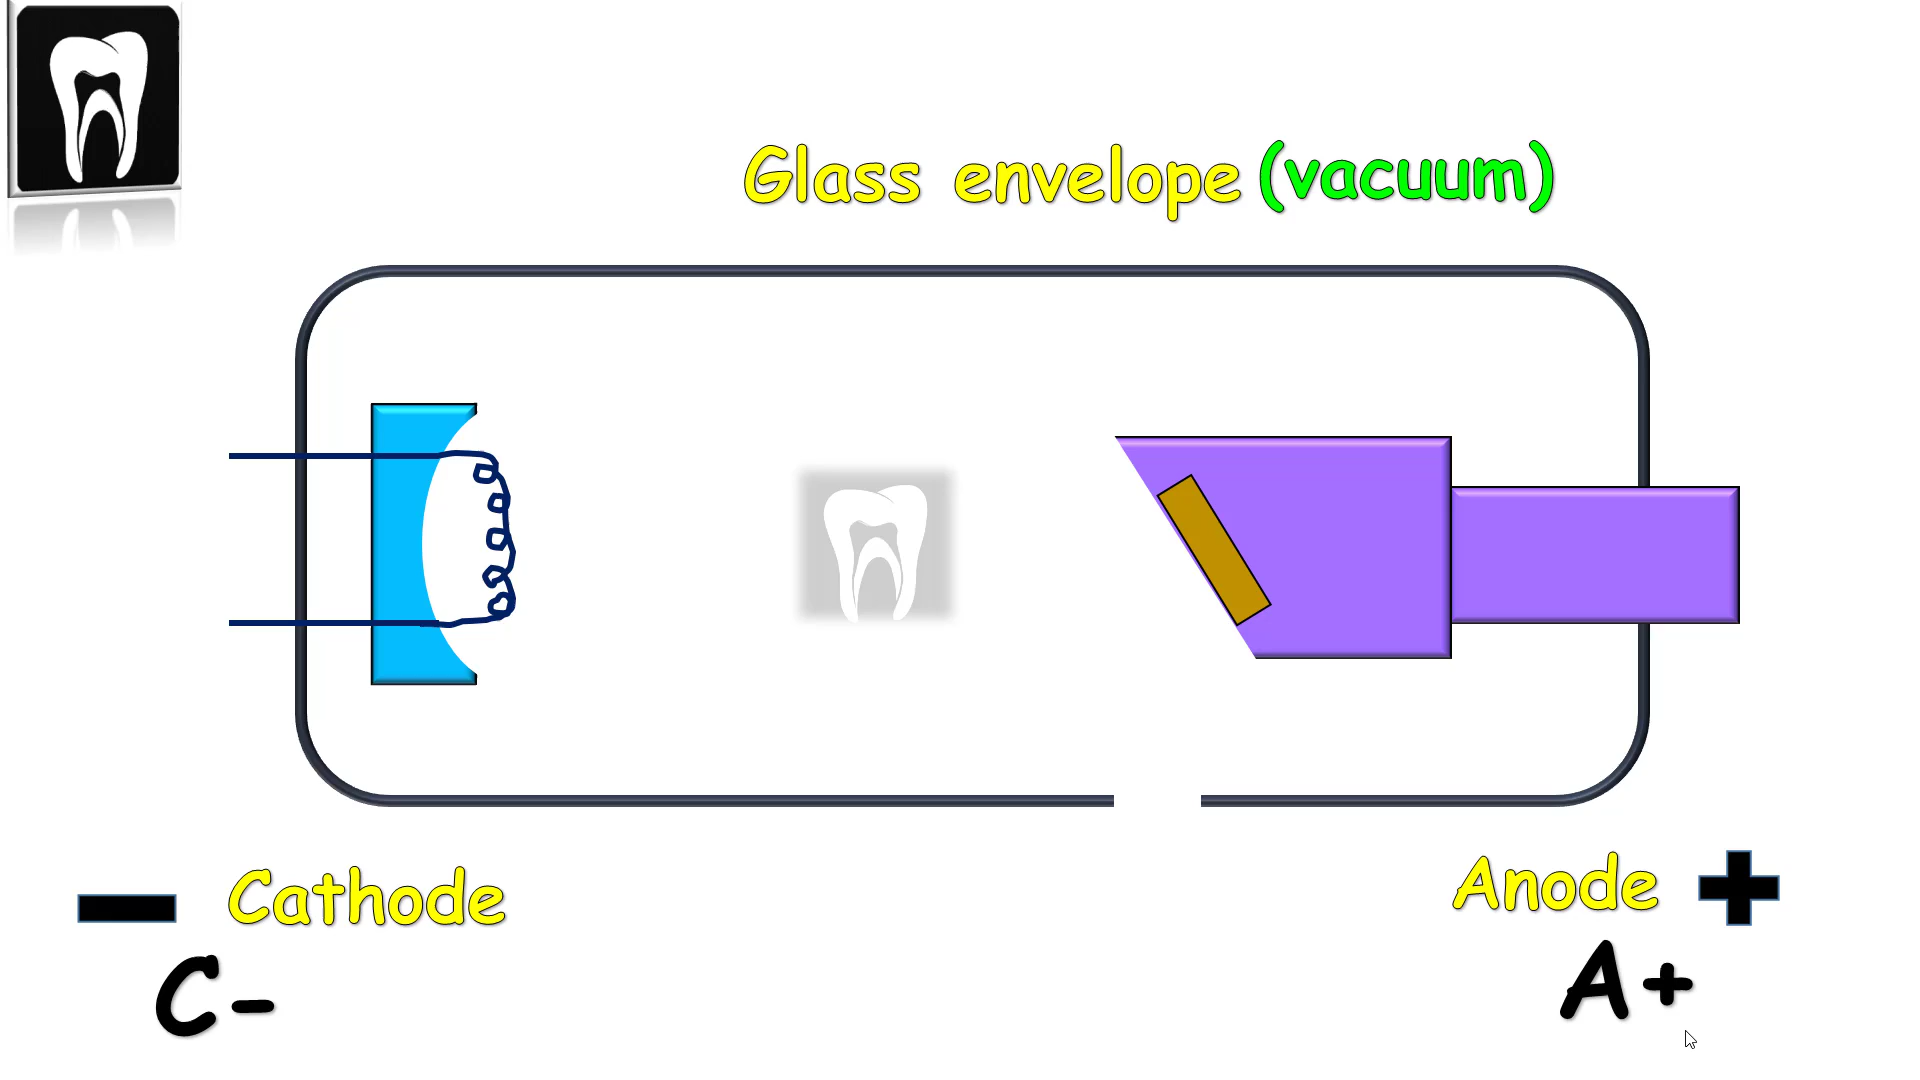 Glass envelope (vacuum)
Cathode
Anode
C-
A+